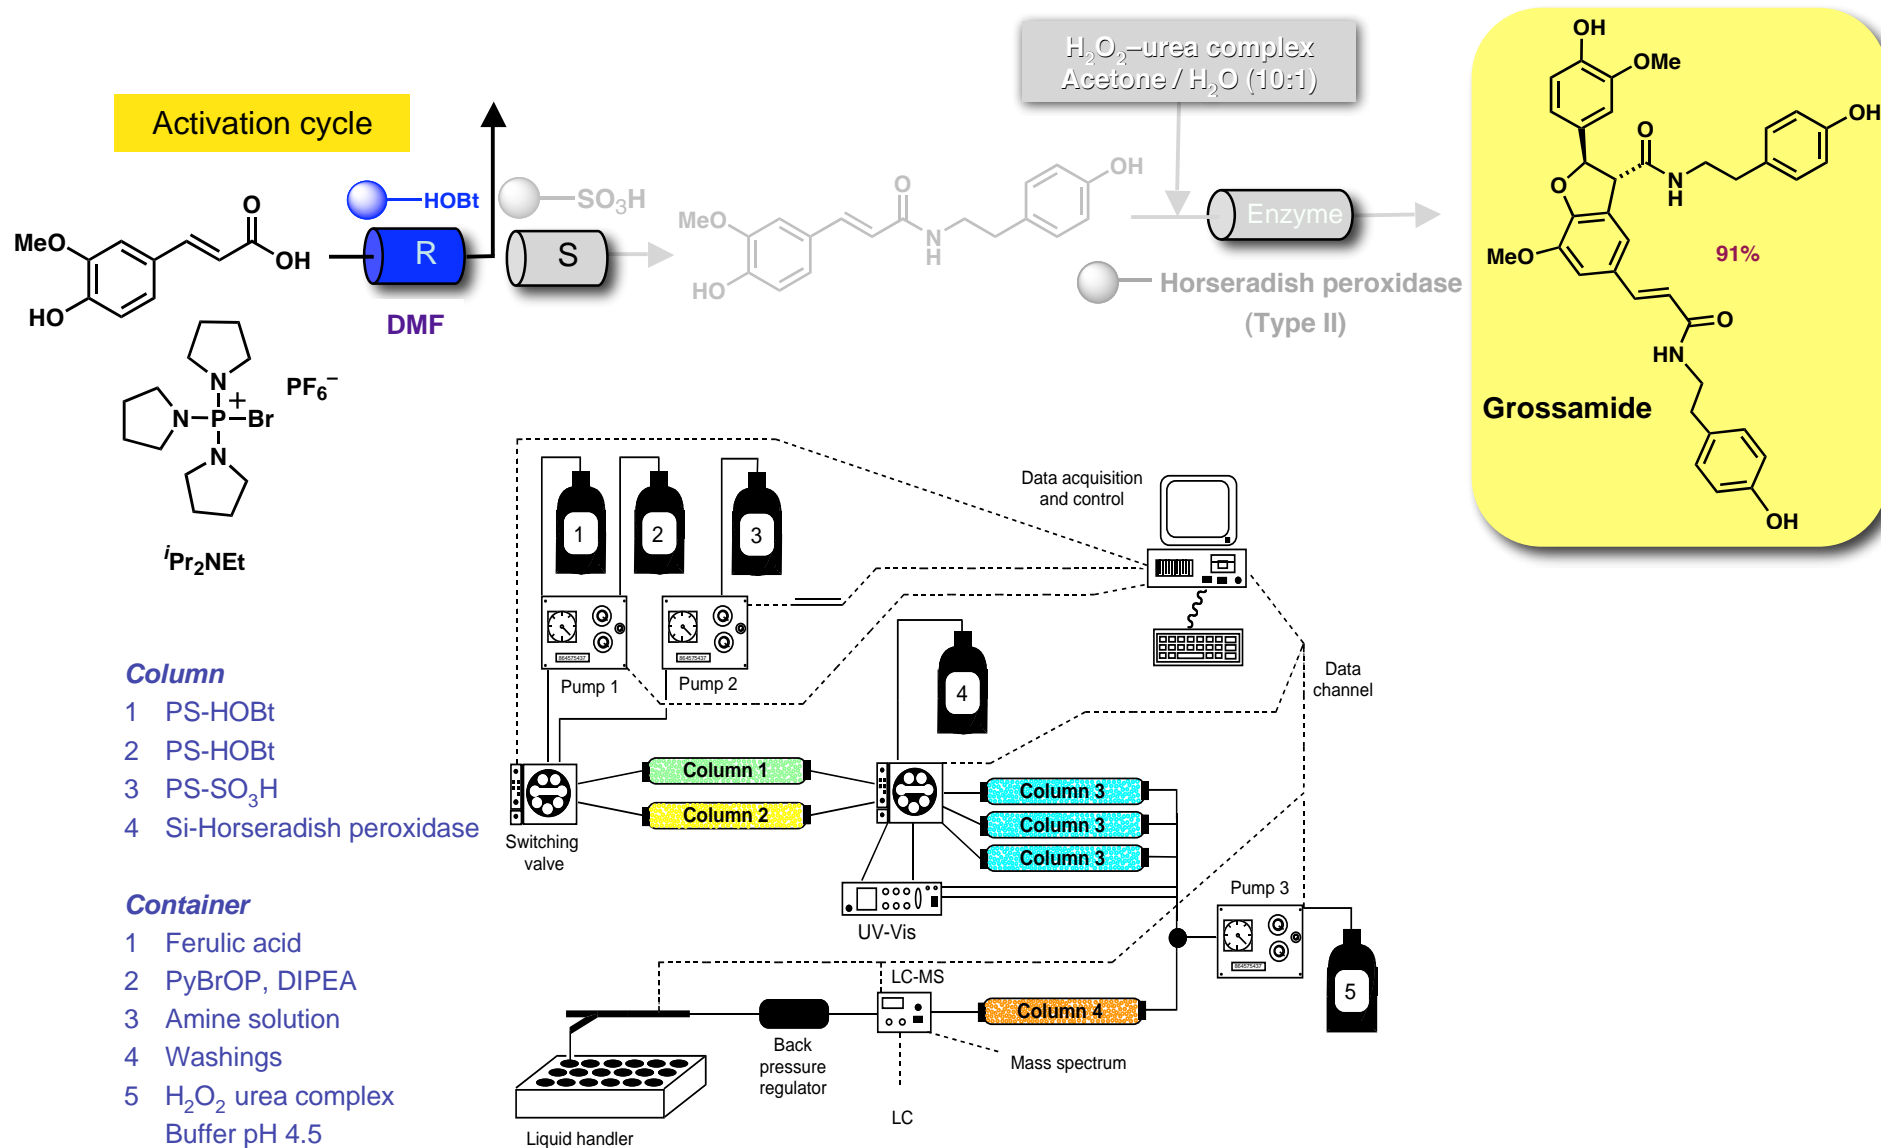 Activation cycle
H2O2–urea complex
Acetone / H2O (10:1)
HOBt
SO3H
R
S
DMF
Enzyme
Horseradish peroxidase
(Type II)
MeO
HO
O
OH
MeO
HO
O
N
H
OH
OH
OMe
OH
O
N
H
O
MeO
O
HN
OH
91%
Grossamide
N
N
P
+
Br
N
PF6−
iPr2NEt
Column
1 PS-HOBt
2 PS-HOBt
3 PS-SO3H
4 Si-Horseradish peroxidase
Container
1 Ferulic acid
2 PyBrOP, DIPEA
3 Amine solution
4 Washings
5 H2O2 urea complex
Buffer pH 4.5
1
2
3
4
5
864575437
864575437
864575437
Pump 1
Pump 2
Pump 3
Data acquisition
and control
Data
channel
Switching
valve
Column 1
Column 2
Column 3
Column 3
Column 3
Column 4
UV-Vis
LC-MS
Mass spectrum
LC
Back
pressure
regulator
Liquid handler